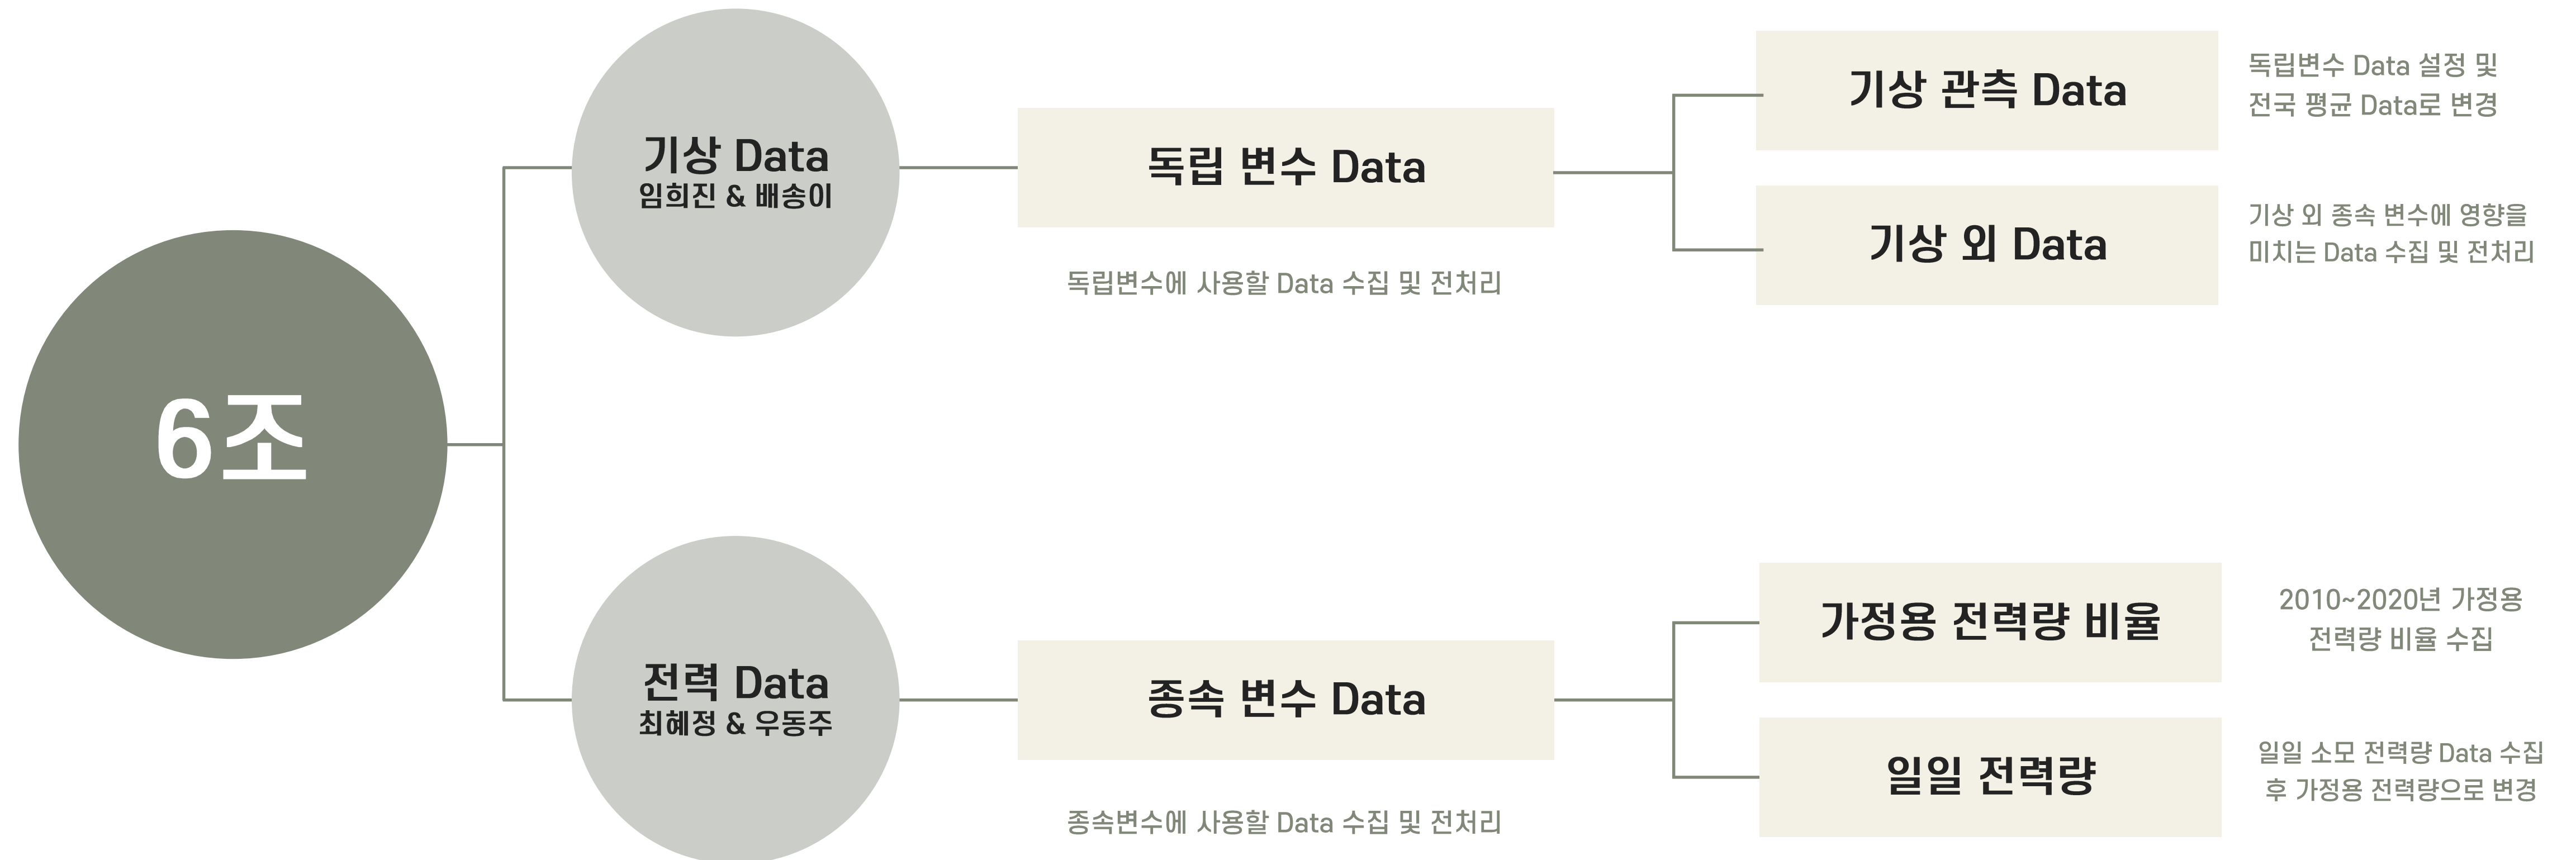 6조
기상 Data
임희진 & 배송이
독립 변수 Data
독립변수에 사용할 Data 수집 및 전처리
기상 관측 Data
독립변수 Data 설정 및
전국 평균 Data로 변경
기상 외 Data
기상 외 종속 변수에 영향을
미치는 Data 수집 및 전처리
전력 Data
최혜정 & 우동주
종속 변수 Data
종속변수에 사용할 Data 수집 및 전처리
가정용 전력량 비율
2010~2020년 가정용
전력량 비율 수집
일일 전력량
일일 소모 전력량 Data 수집
후 가정용 전력량으로 변경